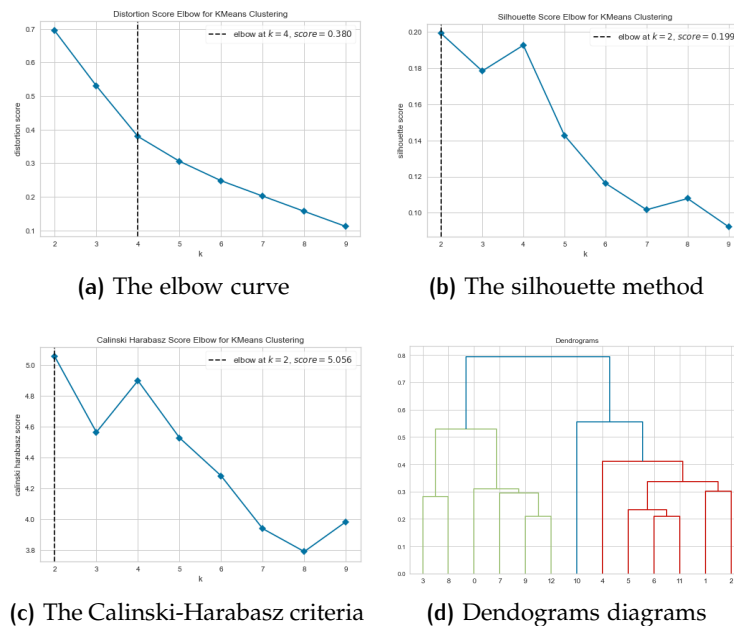 Distortion Score Elbow for KMeans Clustering
elbow at k = 4, score = 0.380
0.7
0.6
0.5
0.4
0.3
0.2
0.1
distortion score
2 3 4 5 6 7 8 9
k
(a) The elbow curve
Silhouette Score Elbow for KMeans Clustering
elbow at k = 2, score = 0.199
0.20
0.18
0.16
0.14
0.12
0.10
silhouette score
2 3 4 5 6 7 8 9
k
(b) The silhouette method
Calinski Harabasz Score Elbow for KMeans Clustering
elbow at k = 2, score = 5.056
5.0
4.8
4.6
4.4
4.2
4.0
3.8
calinski harabasz score
2 3 4 5 6 7 8 9
k
(c) The Calinski-Harabasz criteria
Dendrograms
0.8
0.7
0.6
0.5
0.4
0.3
0.2
0.1
0.0
3 8 0 7 9 12 10 4 5 6 11 1 2
(d) Dendograms diagrams